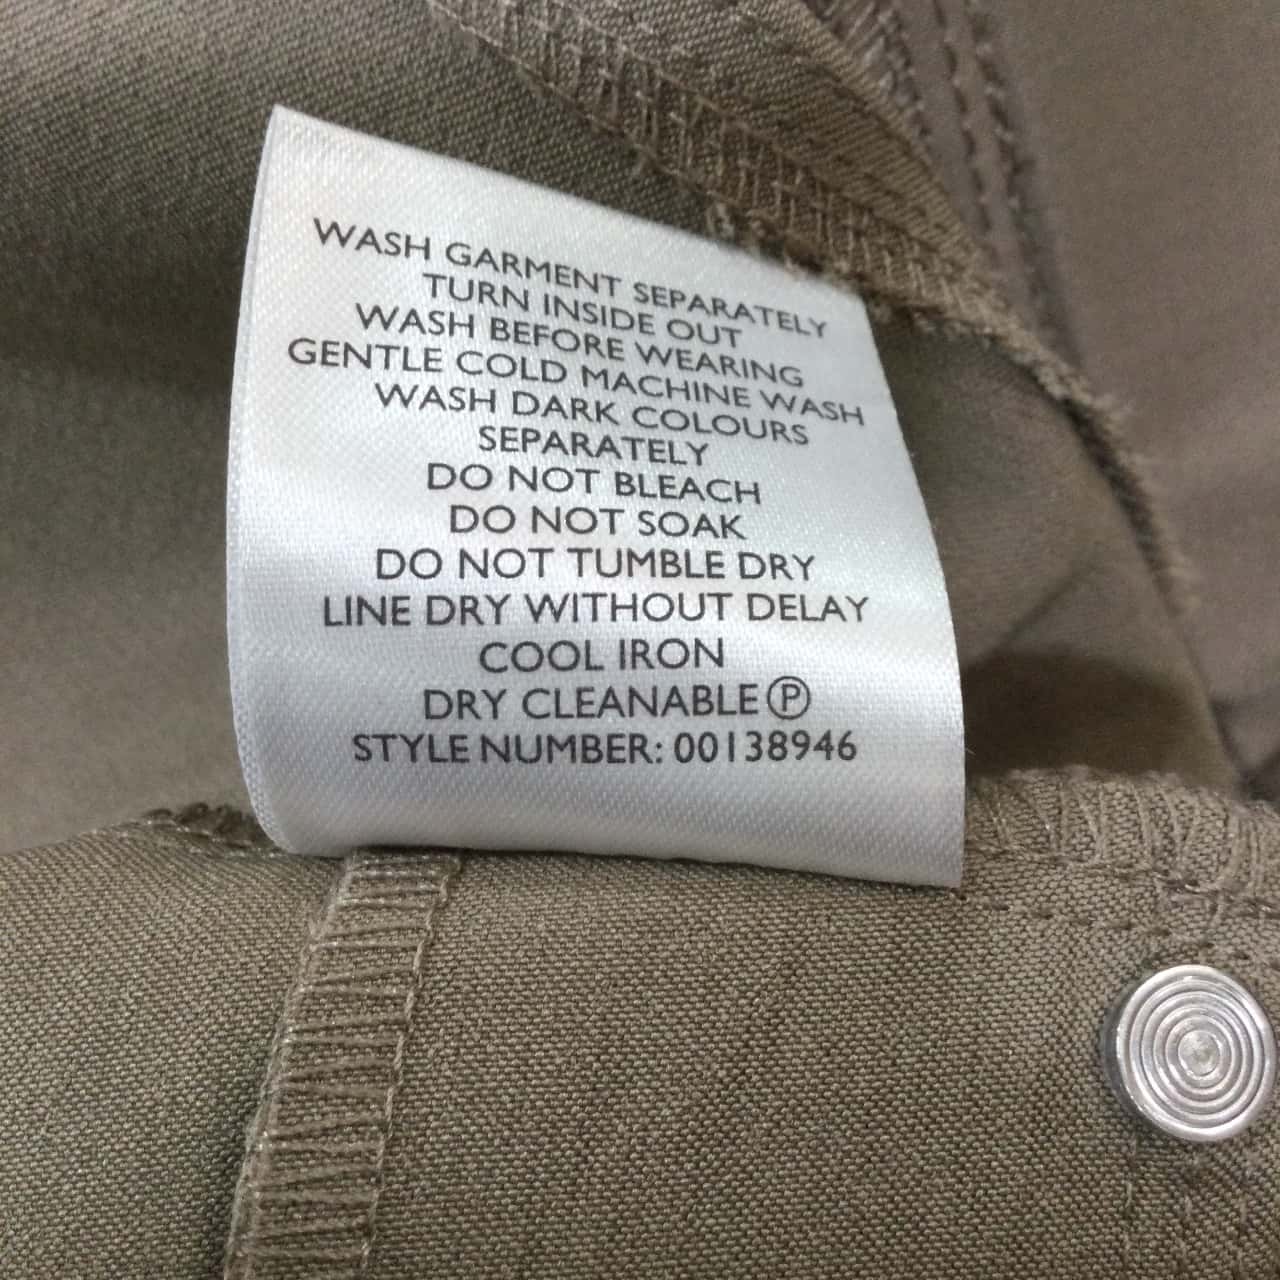 WASH GARMENT SEPARATELY
TURN INSIDE OUT
WASH BEFORE WEARING
GENTLE COLD MACHINE WASH
WASH DARK COLOURS
SEPARATELY
DO NOT BLEACH
DO NOT SOAK
DO NOT TUMBLE DRY
LINE DRY WITHOUT DELAY
COOL IRON
DRY CLEANABLE Ⓟ
STYLE NUMBER: 00138946